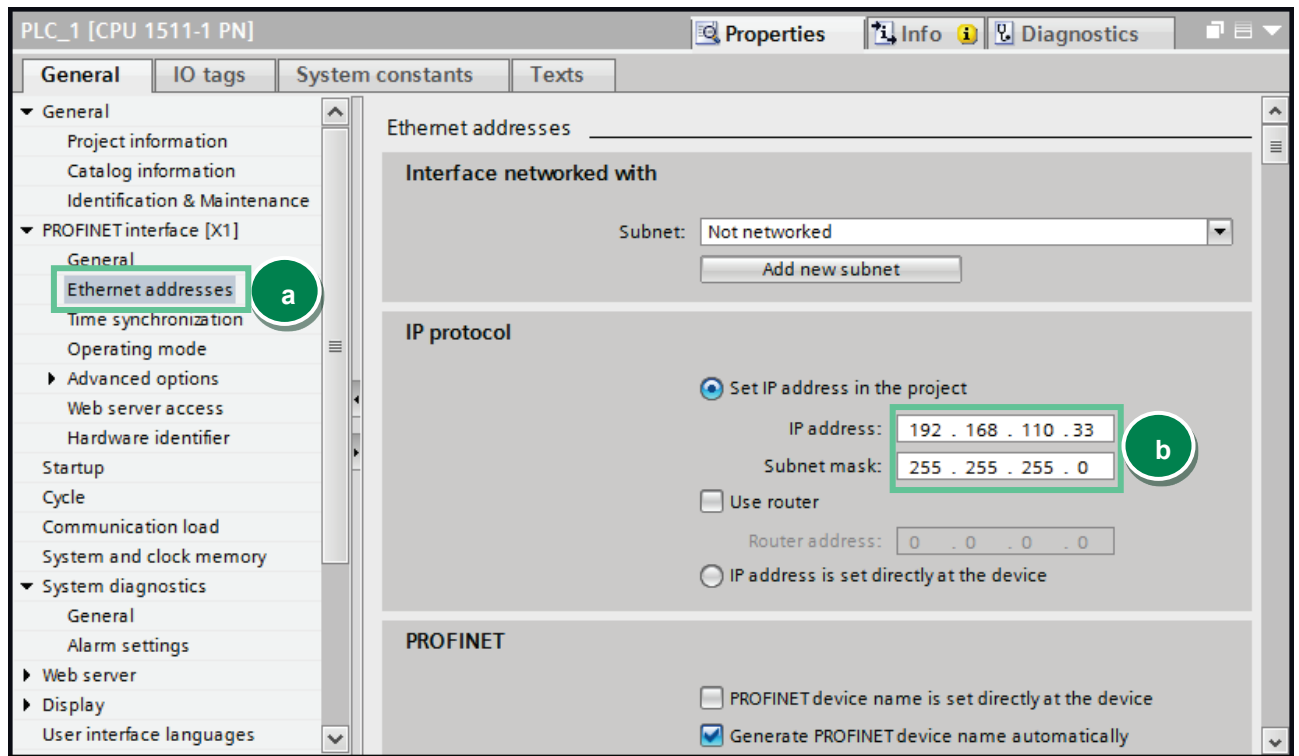 PLC_1 [CPU 1511-1 PN]
Properties
Info
Diagnostics
General
IO tags
System constants
Texts
General
Project information
Catalog information
Identification & Maintenance
PROFINET interface [X1]
General
Ethernet addresses
a
Time synchronization
Operating mode
Advanced options
Web server access
Hardware identifier
Startup
Cycle
Communication load
System and clock memory
System diagnostics
General
Alarm settings
Web server
Display
User interface languages
Ethernet addresses
Interface networked with
Subnet: Not networked
Add new subnet
IP protocol
Set IP address in the project
IP address: 192 . 168 . 110 . 33
b
Subnet mask: 255 . 255 . 255 . 0
Use router
Router address: 0 . 0 . 0 . 0
IP address is set directly at the device
PROFINET
PROFINET device name is set directly at the device
Generate PROFINET device name automatically